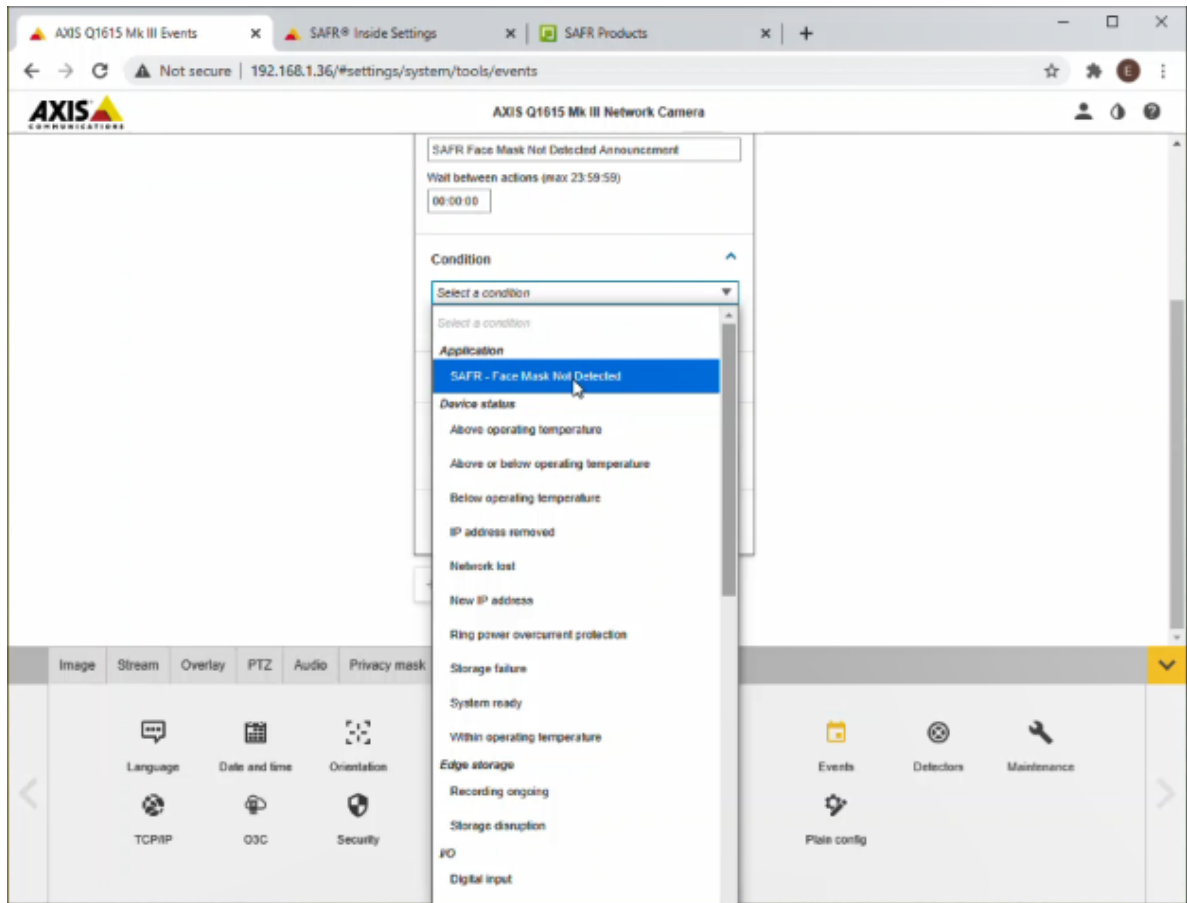 AXIS Q1615 Mk III Events
SAFR® Inside Settings
SAFR Products
Not secure | 192.168.1.36/#settings/system/tools/events
E
AXIS
COMMUNICATIONS
AXIS Q1615 Mk III Network Camera
SAFR Face Mask Not Detected Announcement
Wait between actions (max 23:59:59)
00:00:00
Condition
Select a condition
Select a condition
Application
SAFR - Face Mask Not Detected
Device status
Above operating temperature
Above or below operating temperature
Below operating temperature
IP address removed
Network lost
New IP address
Ring power overcurrent protection
Storage failure
System ready
Within operating temperature
Edge storage
Recording ongoing
Storage disruption
I/O
Digital input
Image Stream Overlay PTZ Audio Privacy mask
Language Date and time Orientation Events Detectors Maintenance
TCP/IP O3C Security Plain config